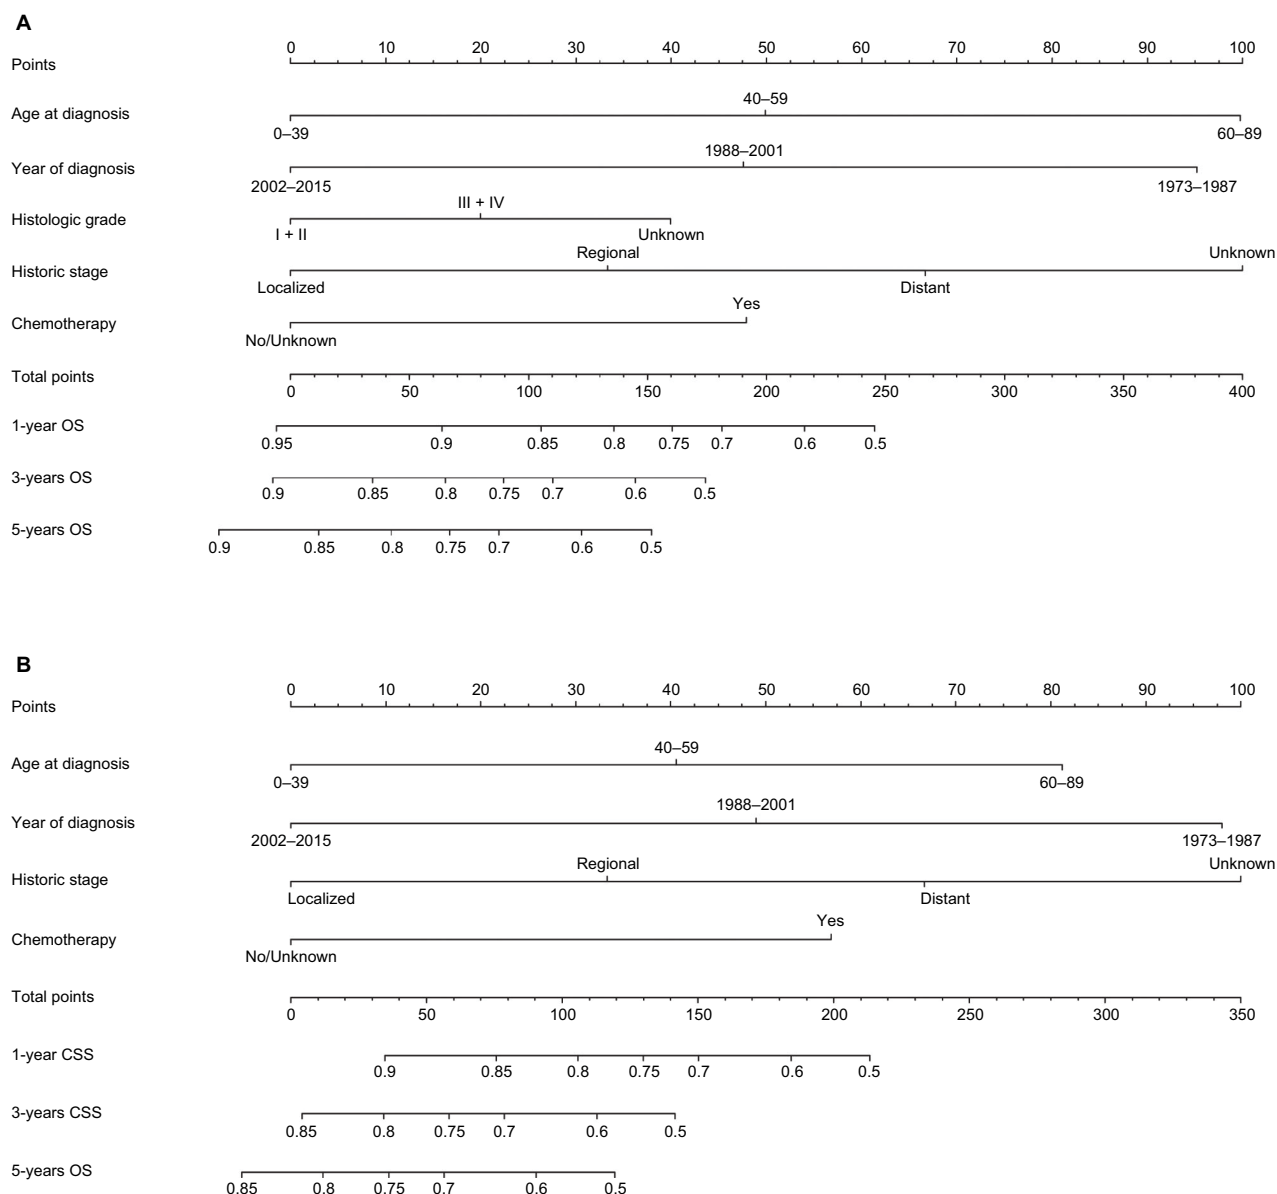 A
0 10 20 30 40 50 60 70 80 90 100
Points
40–59
Age at diagnosis
0–39 60–89
1988–2001
Year of diagnosis
2002–2015 1973–1987
III + IV
Histologic grade
I + II Unknown
Regional Unknown
Historic stage
Localized Distant
Yes
Chemotherapy
No/Unknown
Total points
0 50 100 150 200 250 300 350 400
1-year OS
0.95 0.9 0.85 0.8 0.75 0.7 0.6 0.5
3-years OS
0.9 0.85 0.8 0.75 0.7 0.6 0.5
5-years OS
0.9 0.85 0.8 0.75 0.7 0.6 0.5
B
0 10 20 30 40 50 60 70 80 90 100
Points
40–59
Age at diagnosis
0–39 60–89
1988–2001
Year of diagnosis
2002–2015 1973–1987
Regional Unknown
Historic stage
Localized Distant
Yes
Chemotherapy
No/Unknown
Total points
0 50 100 150 200 250 300 350
1-year CSS
0.9 0.85 0.8 0.75 0.7 0.6 0.5
3-years CSS
0.85 0.8 0.75 0.7 0.6 0.5
5-years OS
0.85 0.8 0.75 0.7 0.6 0.5